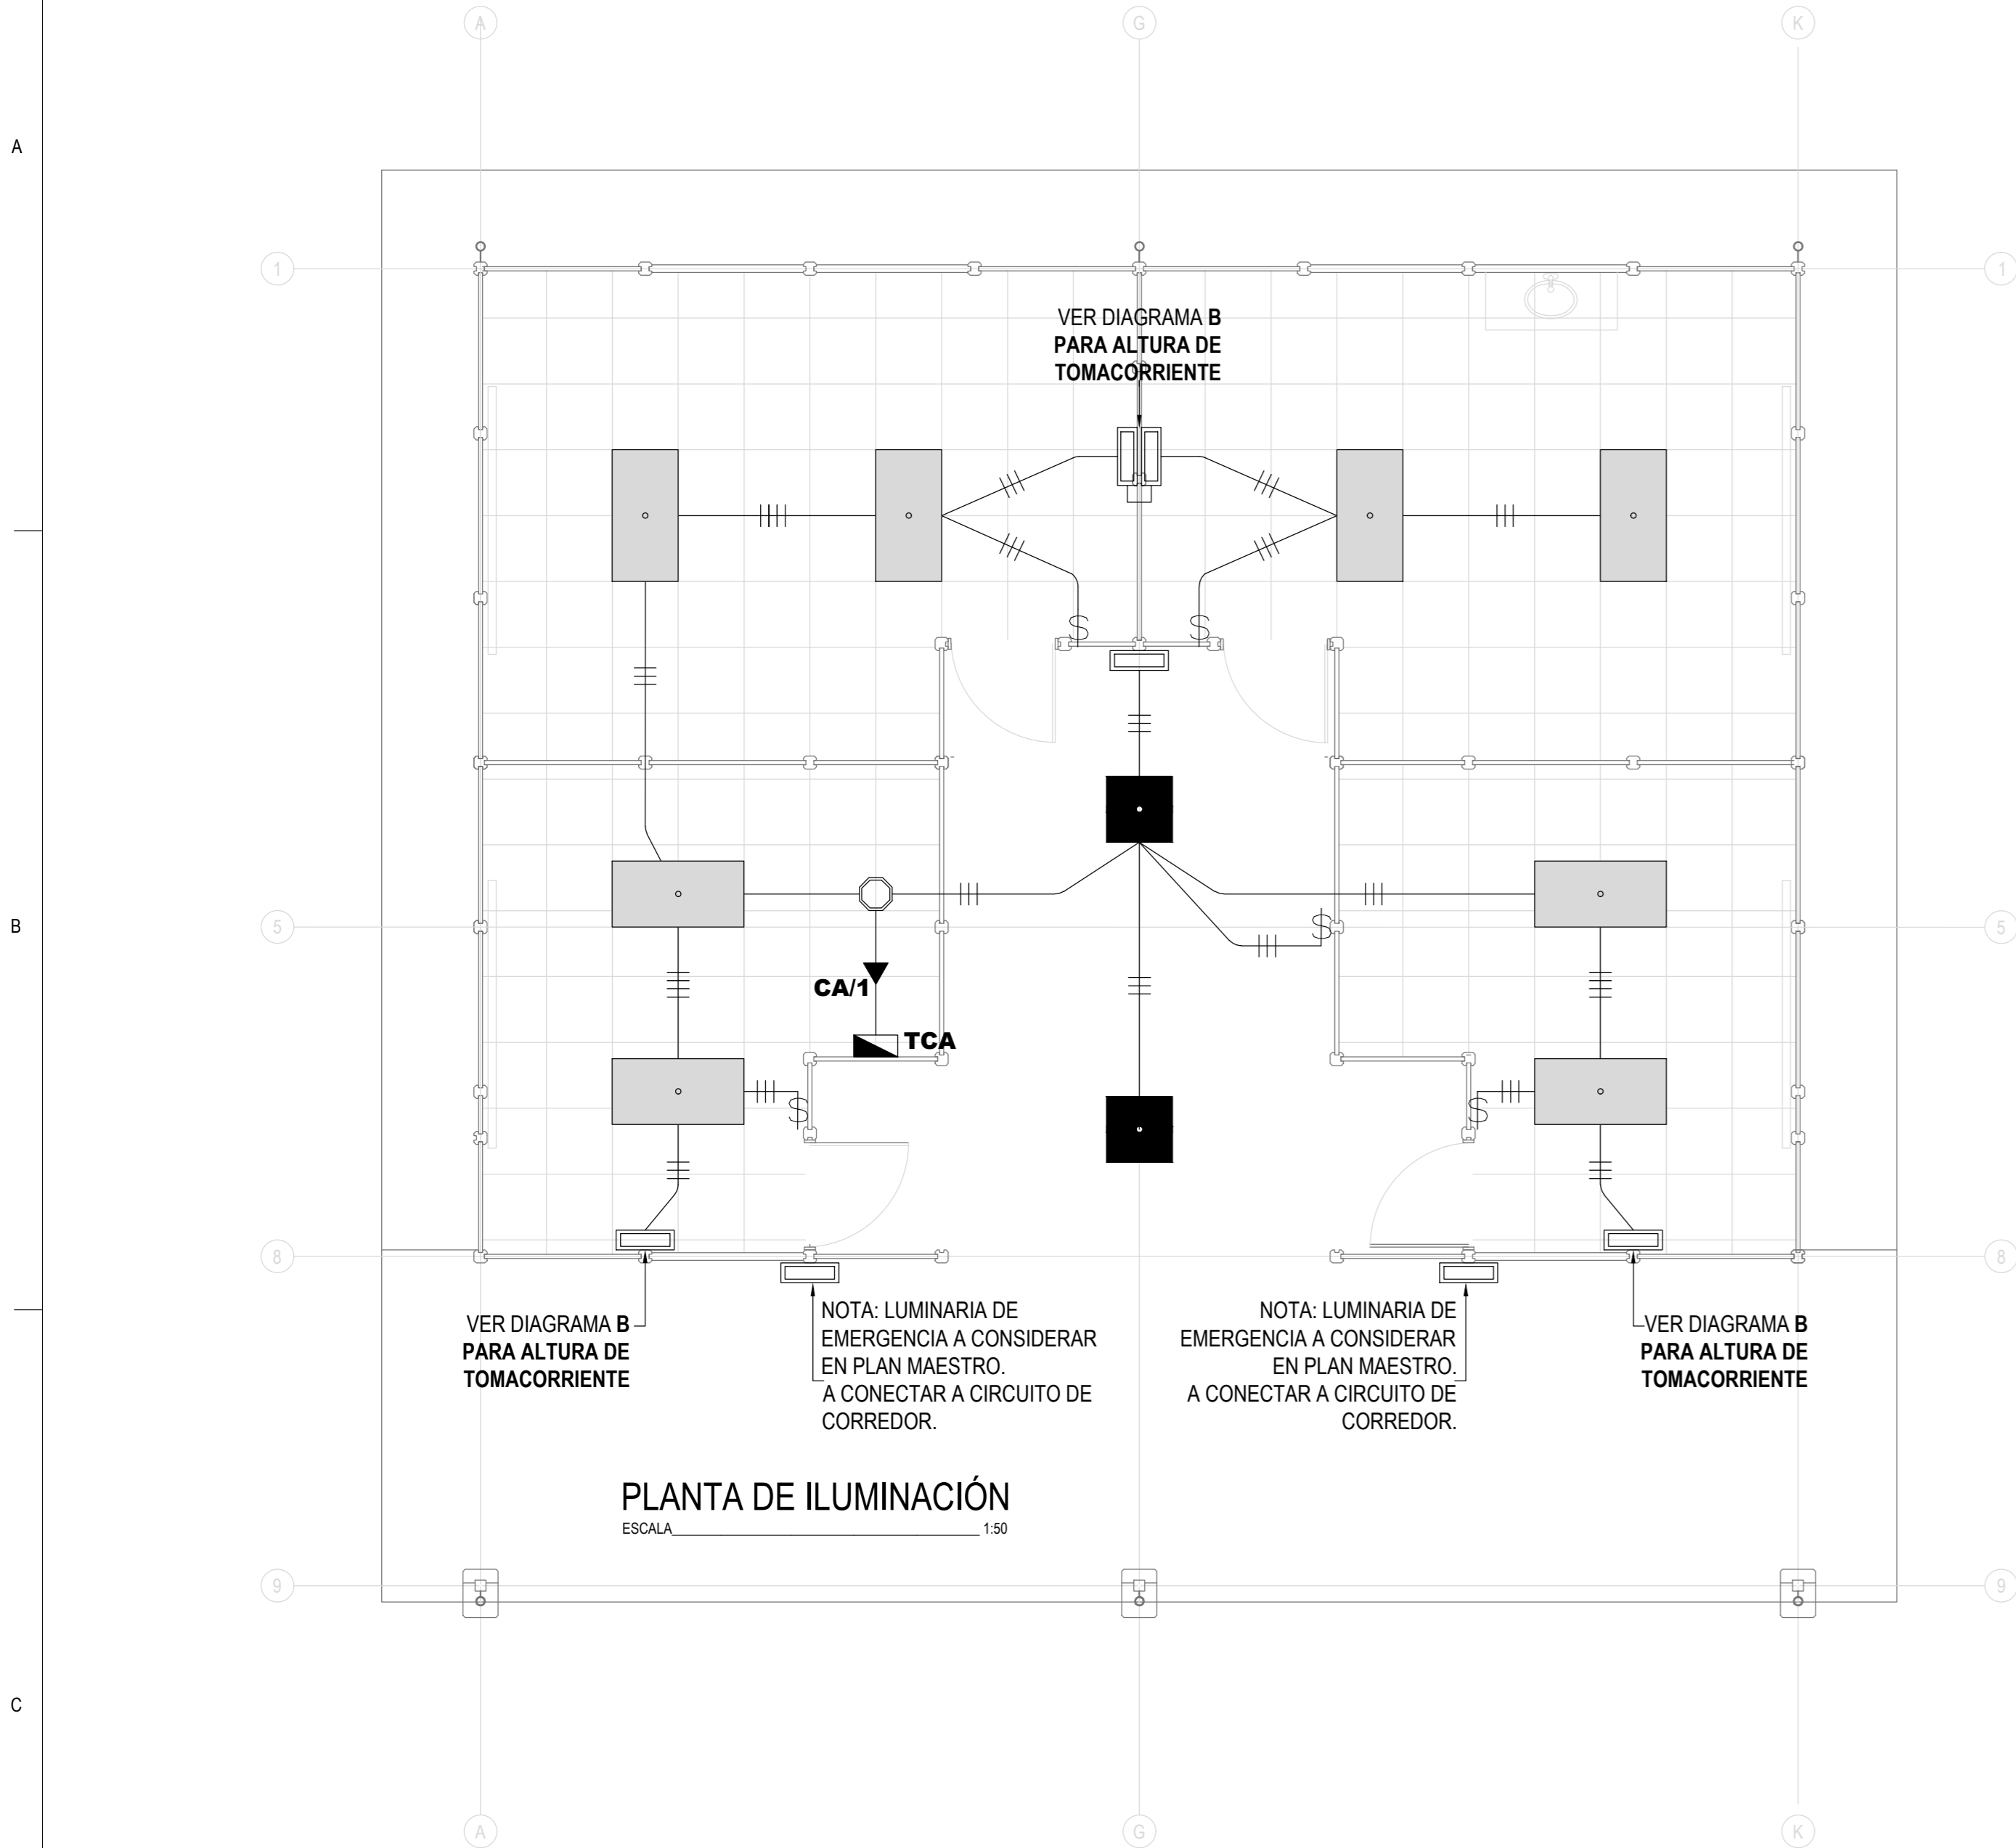 A
G
K
A
1
1
VER DIAGRAMA B
PARA ALTURA DE
TOMACORRIENTE
S
S
B
5
5
S
CA/1
TCA
S
S
8
8
VER DIAGRAMA B
PARA ALTURA DE
TOMACORRIENTE
NOTA: LUMINARIA DE
EMERGENCIA A CONSIDERAR
EN PLAN MAESTRO.
A CONECTAR A CIRCUITO DE
CORREDOR.
NOTA: LUMINARIA DE
EMERGENCIA A CONSIDERAR
EN PLAN MAESTRO.
A CONECTAR A CIRCUITO DE
CORREDOR.
VER DIAGRAMA B
PARA ALTURA DE
TOMACORRIENTE
PLANTA DE ILUMINACIÓN
ESCALA 1:50
9
9
C
A
G
K